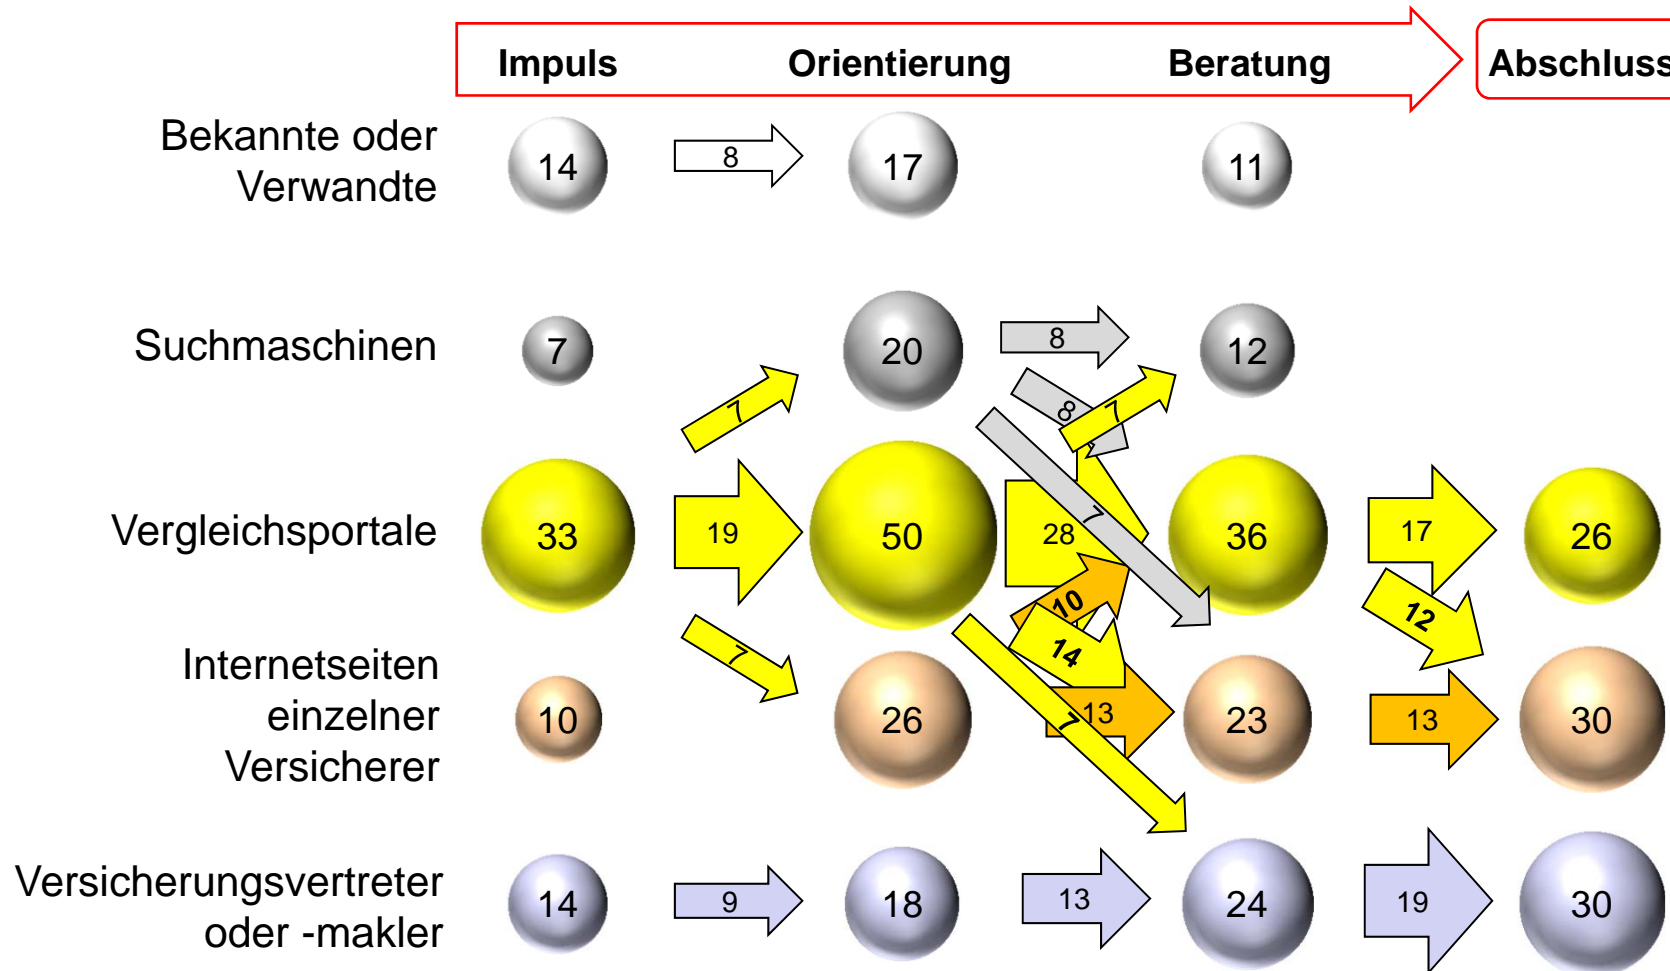 Impuls Orientierung Beratung Abschluss
Bekannte oder
Verwandte
14 8 17 11
Suchmaschinen
7 20 8 12
7 8 7
Vergleichsportale
33 19 50 28 7 36 17 26
7 10 14 12
Internetseiten
einzelner
Versicherer
10 26 13 7 23 13 30
Versicherungsvertreter
oder -makler
14 9 18 13 24 19 30